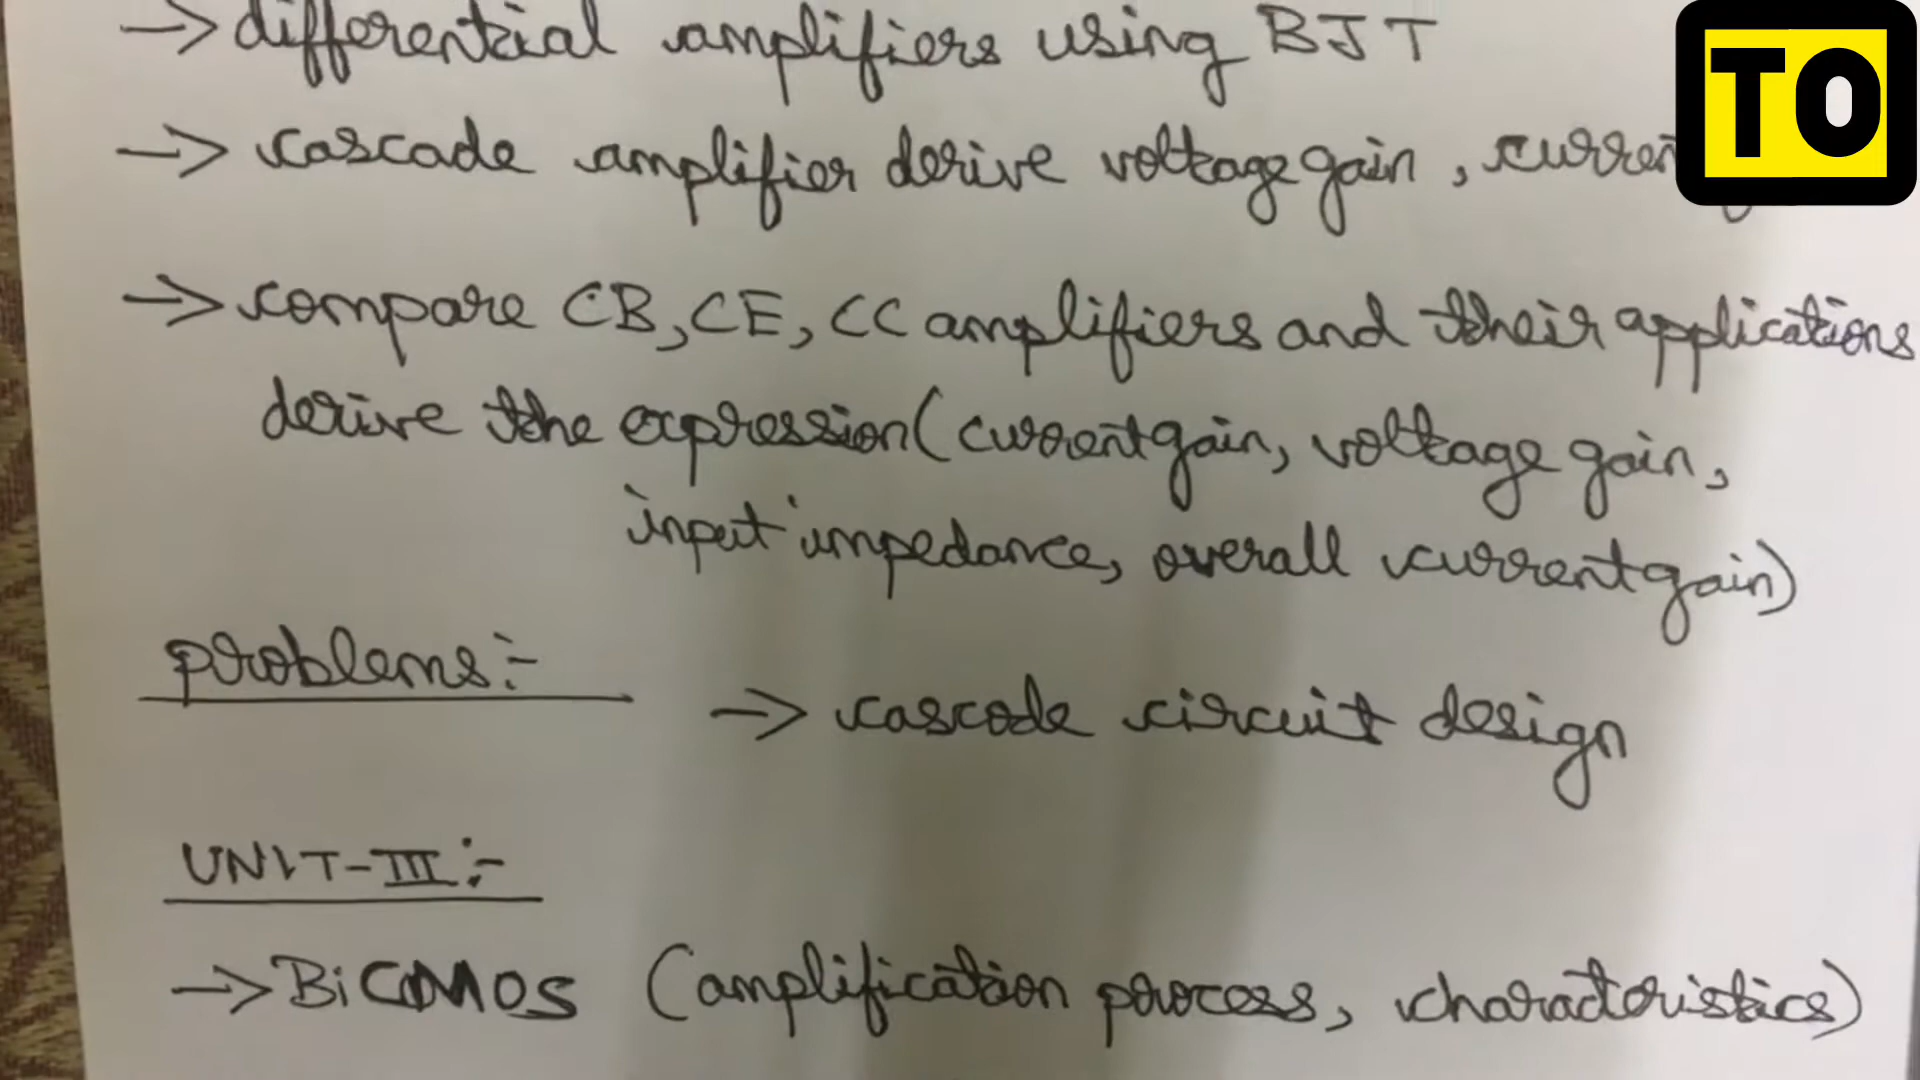 → differential amplifiers using BJT
TO
→ cascade amplifier derive voltage gain,
→ compare CB, CE, CC amplifiers and their applications
derive the expression (current gain, voltage gain,
input impedance, overall current gain)
problems:-
→ cascode circuit design
UNIT-III:-
→ BiCMOS (amplification process, characteristics)